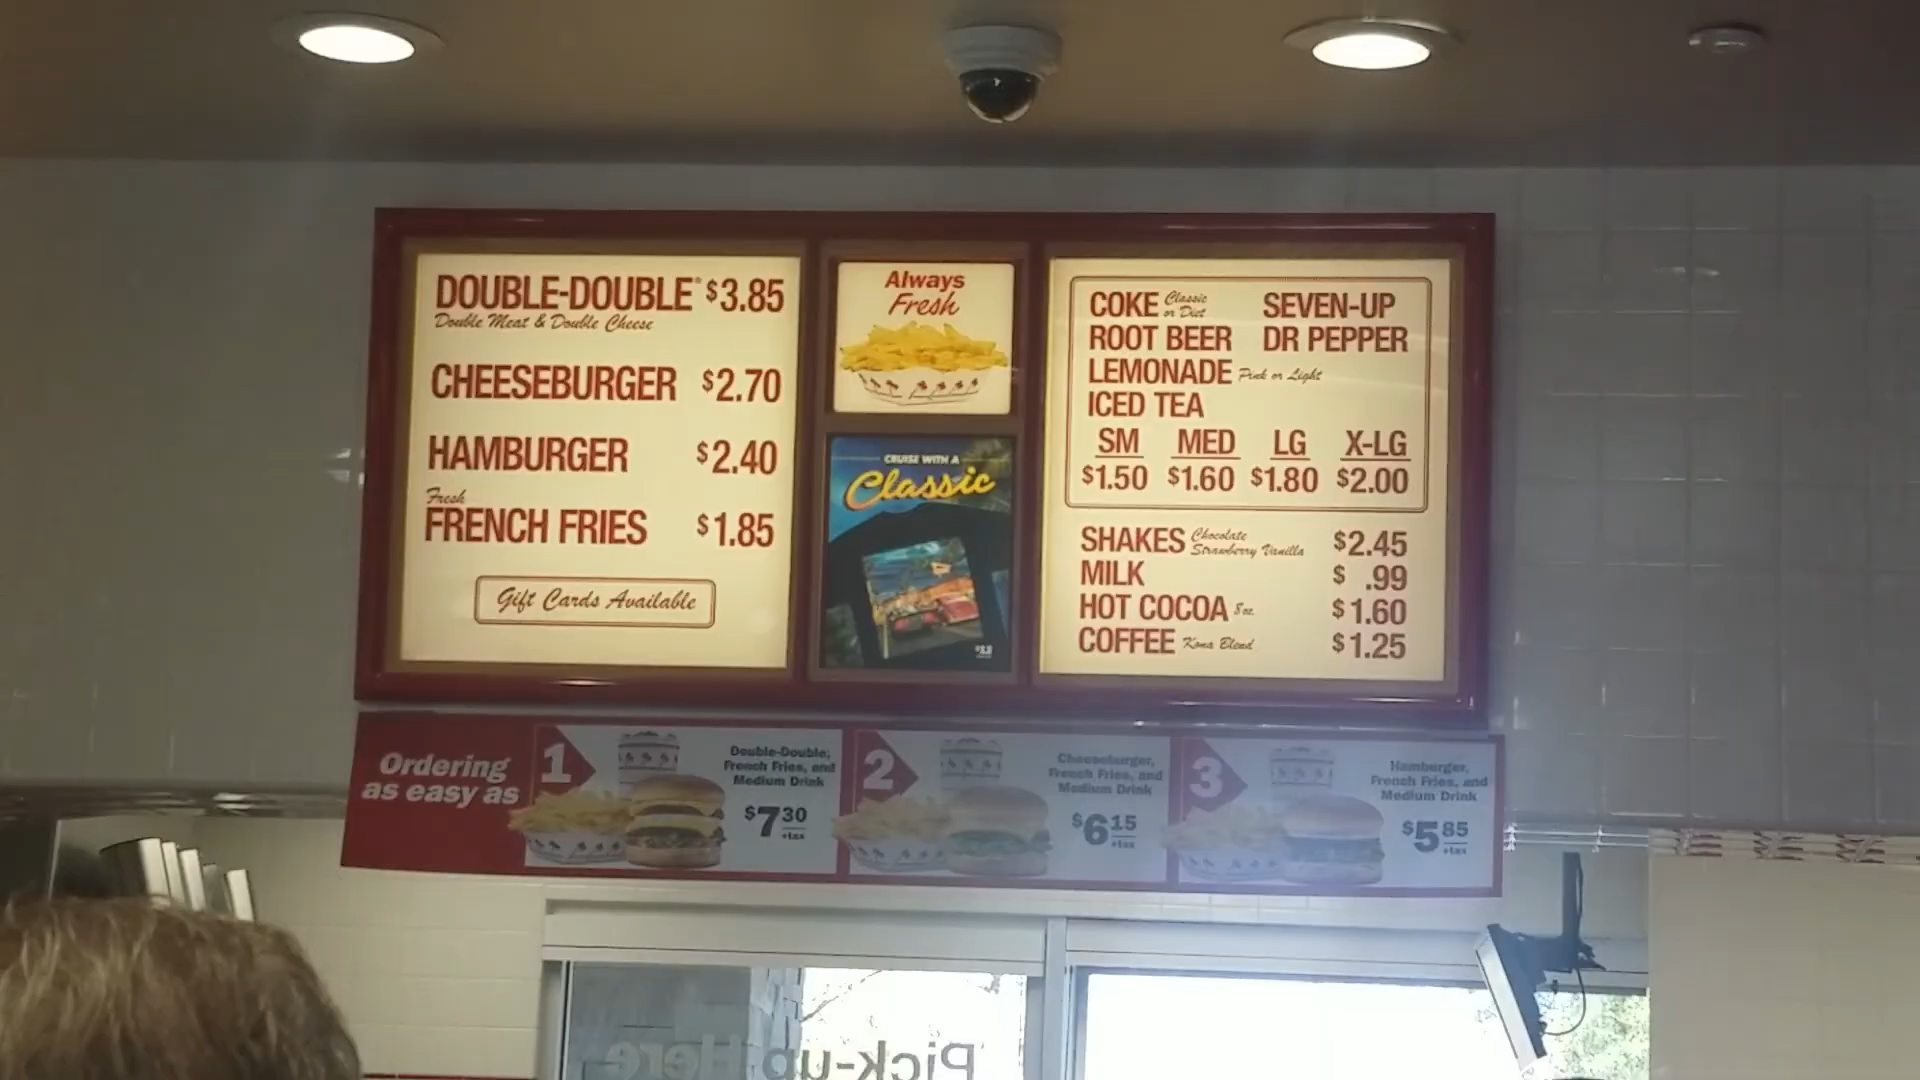 DOUBLE-DOUBLE® $3.85
Double Meat & Double Cheese
CHEESEBURGER $2.70
HAMBURGER $2.40
Fresh
FRENCH FRIES $1.85
Gift Cards Available
Always
Fresh
CRUISE WITH A
Classic
COKE Classic or Diet SEVEN-UP
ROOT BEER DR PEPPER
LEMONADE Pink or Light
ICED TEA
SM MED LG X-LG
$1.50 $1.60 $1.80 $2.00
SHAKES Chocolate Strawberry Vanilla $2.45
MILK $ .99
HOT COCOA 8oz. $1.60
COFFEE Kona Blend $1.25
Ordering
as easy as
1
Double-Double,
French Fries, and
Medium Drink
$7 30
+tax
2
Cheeseburger,
French Fries, and
Medium Drink
$6 15
+tax
3
Hamburger,
French Fries, and
Medium Drink
$5 85
+tax
Pick-up Here